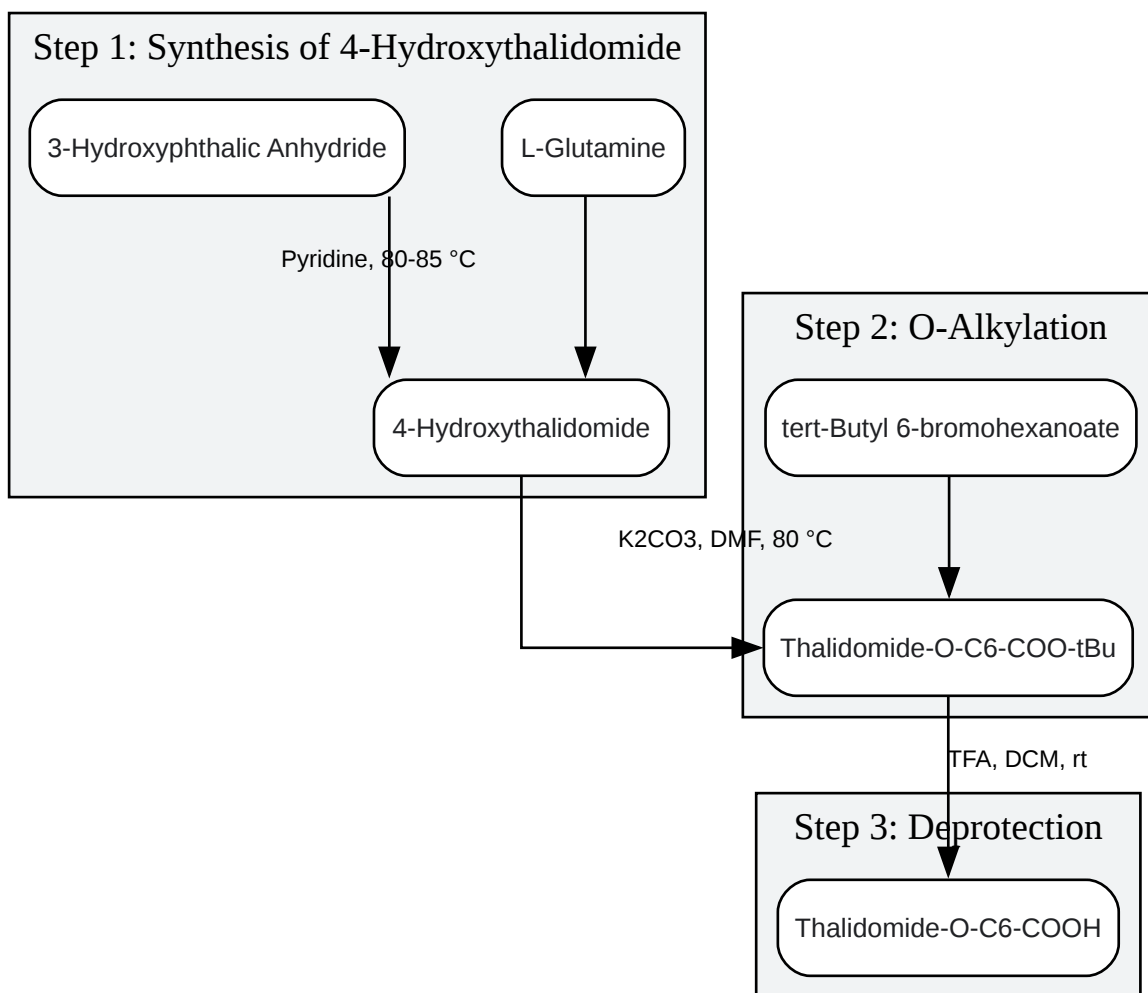 Step 1: Synthesis of 4-Hydroxythalidomide
3-Hydroxyphthalic Anhydride
L-Glutamine
Pyridine, 80-85 °C
4-Hydroxythalidomide
Step 2: O-Alkylation
tert-Butyl 6-bromohexanoate
K2CO3, DMF, 80 °C
Thalidomide-O-C6-COO-tBu
TFA, DCM, rt
Step 3: Deprotection
Thalidomide-O-C6-COOH